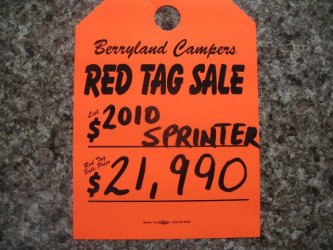 Berryland Campers
RED TAG SALE
List
$2010
SPRINTER
Red Tag
Sale Price
$21,990